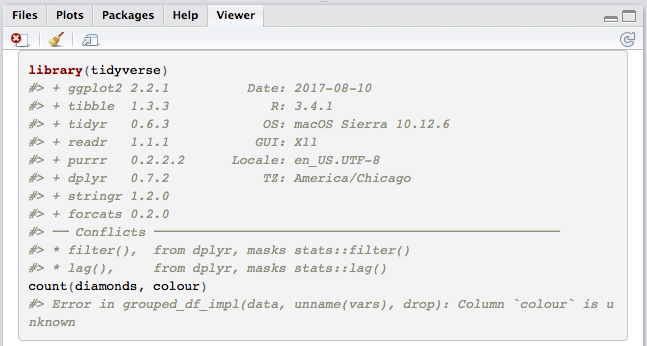 Files Plots Packages Help Viewer
library(tidyverse)
#> + ggplot2 2.2.1 Date: 2017-08-10
#> + tibble 1.3.3 R: 3.4.1
#> + tidyr 0.6.3 OS: macOS Sierra 10.12.6
#> + readr 1.1.1 GUI: X11
#> + purrr 0.2.2.2 Locale: en_US.UTF-8
#> + dplyr 0.7.2 TZ: America/Chicago
#> + stringr 1.2.0
#> + forcats 0.2.0
#> ── Conflicts ────────────────────────────────────────────────────
#> * filter(), from dplyr, masks stats::filter()
#> * lag(), from dplyr, masks stats::lag()
count(diamonds, colour)
#> Error in grouped_df_impl(data, unname(vars), drop): Column `colour` is u
nknown